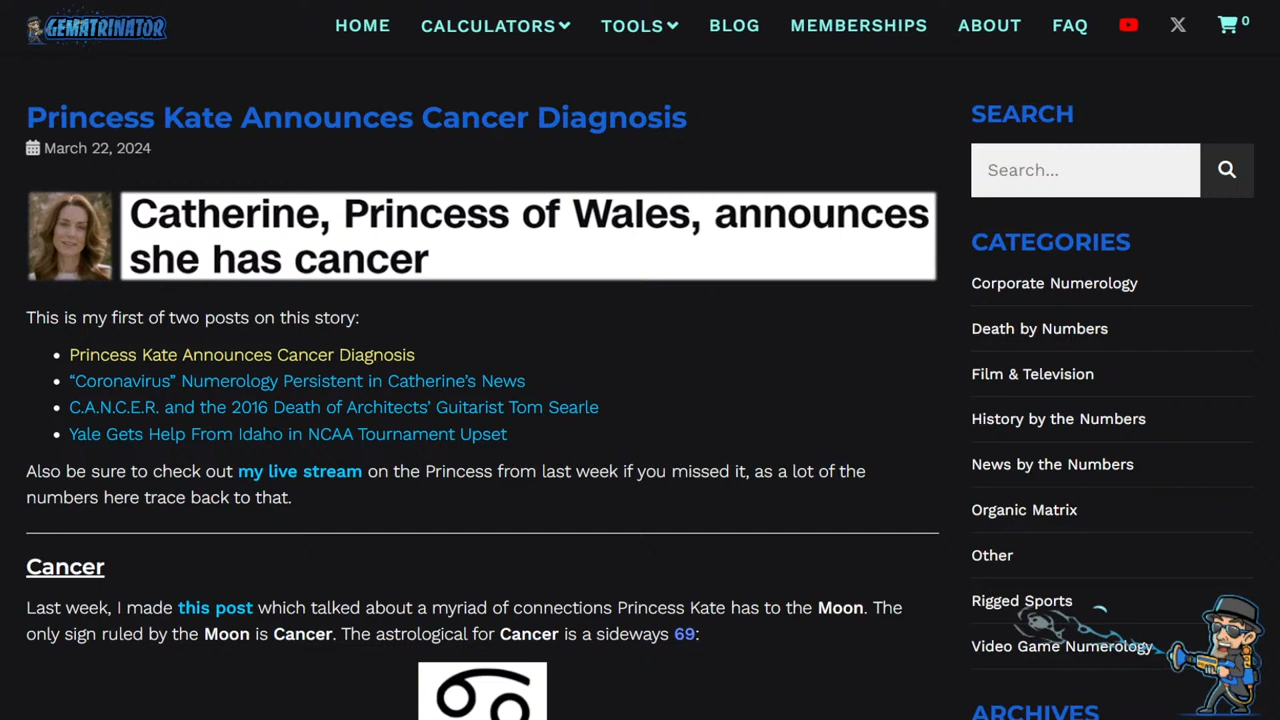 GEMATRINATOR
HOME
CALCULATORS
TOOLS
BLOG
MEMBERSHIPS
ABOUT
FAQ
0
Princess Kate Announces Cancer Diagnosis
March 22, 2024
Catherine, Princess of Wales, announces
she has cancer
This is my first of two posts on this story:
Princess Kate Announces Cancer Diagnosis
“Coronavirus” Numerology Persistent in Catherine’s News
C.A.N.C.E.R. and the 2016 Death of Architects’ Guitarist Tom Searle
Yale Gets Help From Idaho in NCAA Tournament Upset
Also be sure to check out my live stream on the Princess from last week if you missed it, as a lot of the
numbers here trace back to that.
Cancer
Last week, I made this post which talked about a myriad of connections Princess Kate has to the Moon. The
only sign ruled by the Moon is Cancer. The astrological for Cancer is a sideways 69:
SEARCH
Search...
CATEGORIES
Corporate Numerology
Death by Numbers
Film & Television
History by the Numbers
News by the Numbers
Organic Matrix
Other
Rigged Sports
Video Game Numerology
ARCHIVES